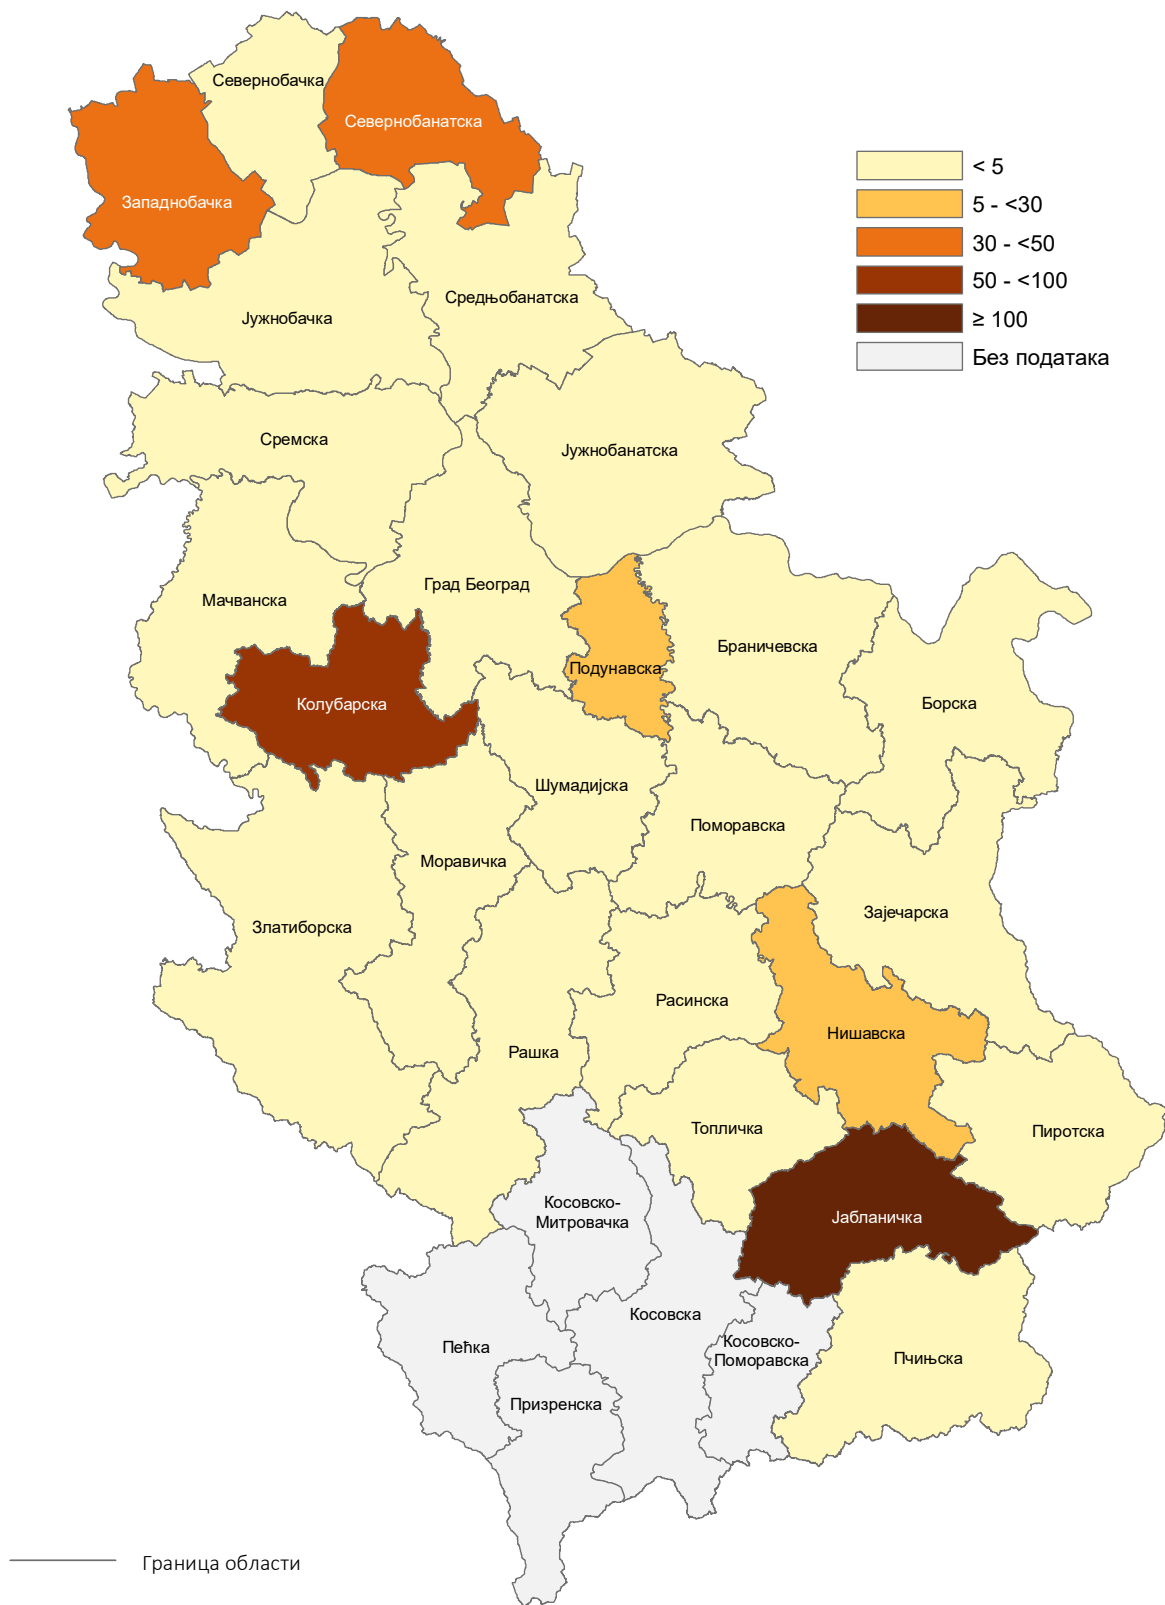 Севернобачка
Севернобанатска
Западнобачка
Средњобанатска
Јужнобачка
Сремска
Јужнобанатска
Град Београд
Мачванска
Браничевска
Подунавска
Колубарска
Борска
Шумадијска
Поморавска
Моравичка
Зајечарска
Златиборска
Расинска
Нишавска
Рашка
Топличка
Пиротска
Косовско-
Митровачка
Јабланичка
Косовска
Пећка
Косовско-
Поморавска
Пчињска
Призренска
< 5
5 - <30
30 - <50
50 - <100
≥ 100
Без података
Граница области